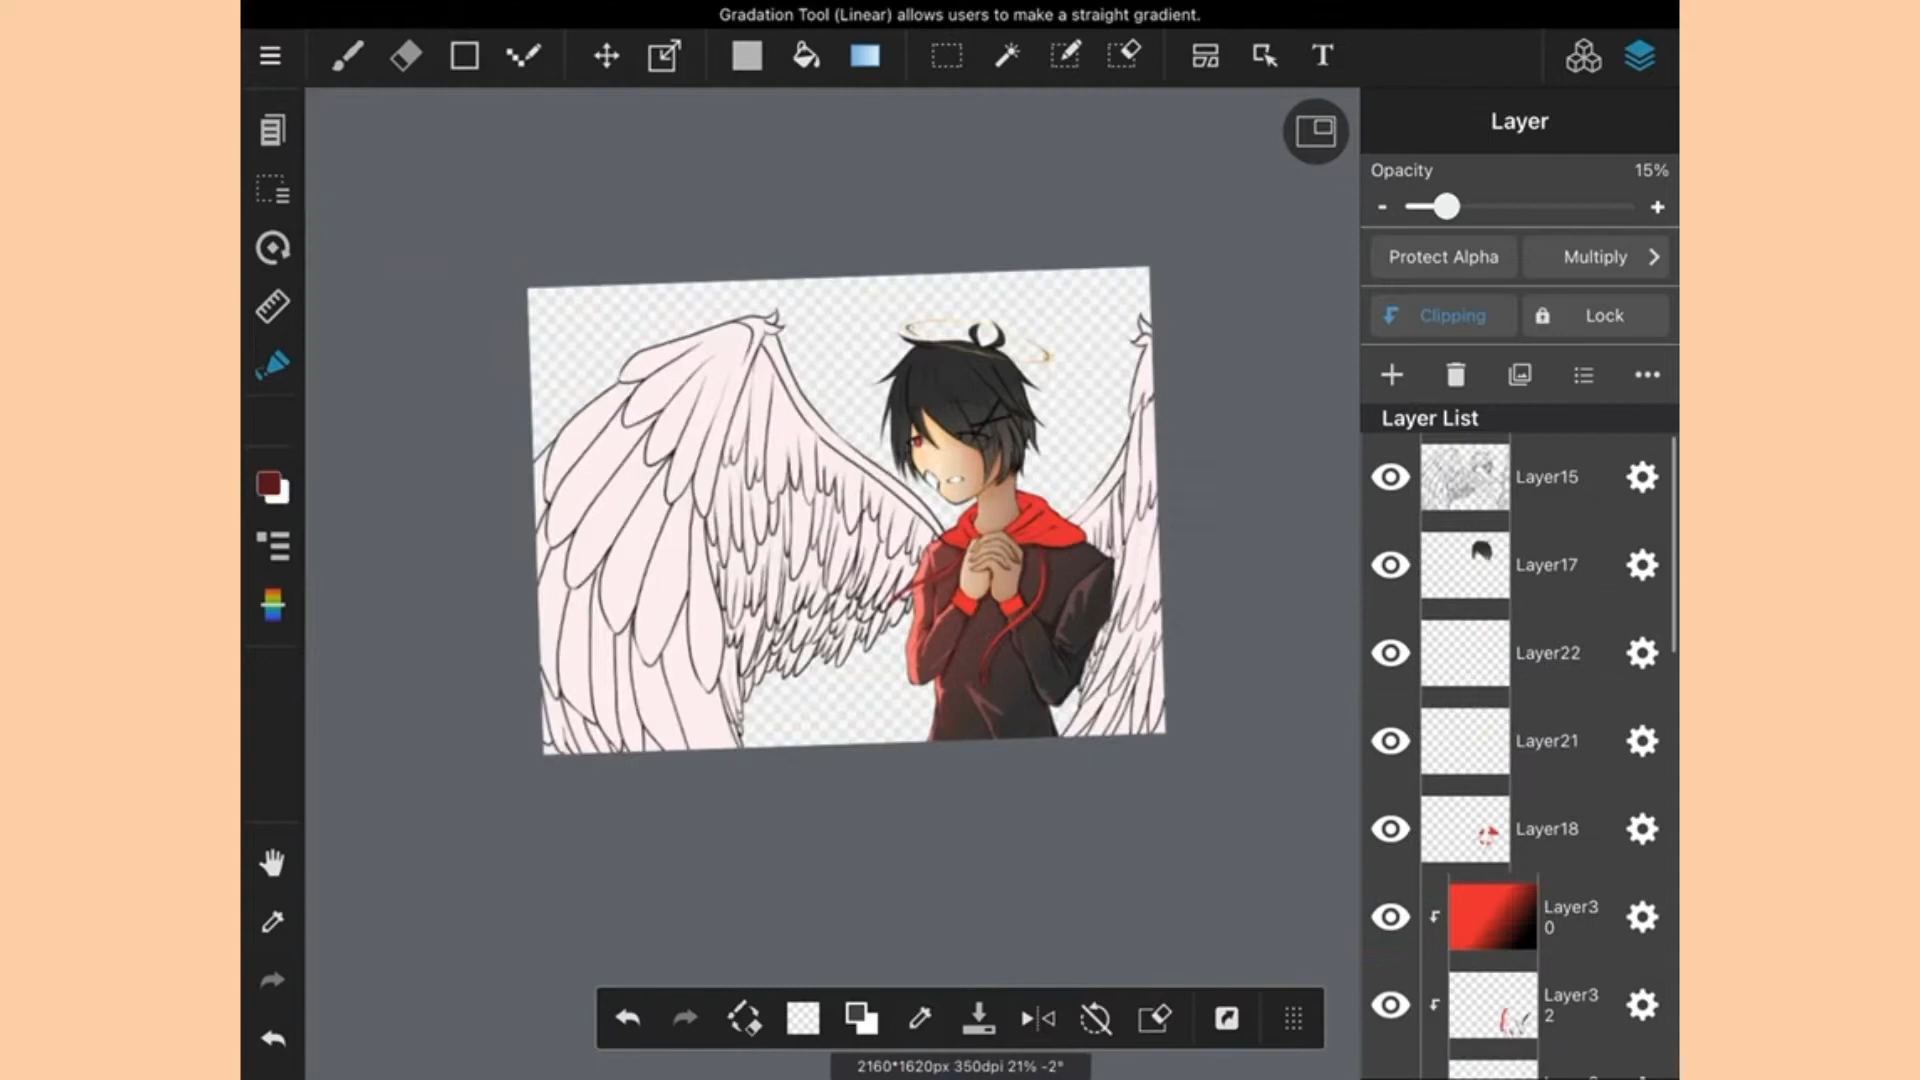 Gradation Tool (Linear) allows users to make a straight gradient.
T
Layer
Opacity 15%
- +
Protect Alpha Multiply
Clipping Lock
Layer List
Layer15
Layer17
Layer22
Layer21
Layer18
Layer3
0
Layer3
2
2160*1620px 350dpi 21% -2°